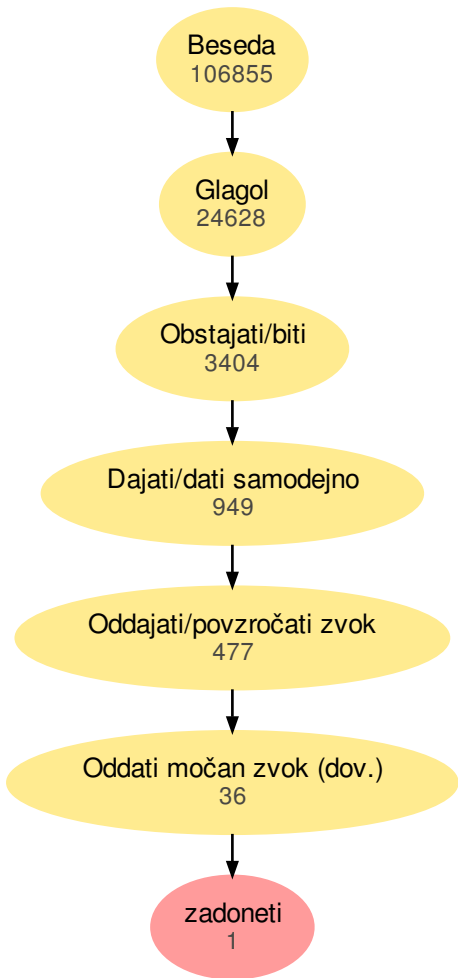 Beseda
106855
Glagol
24628
Obstajati/biti
3404
Dajati/dati samodejno
949
Oddajati/povzročati zvok
477
Oddati močan zvok (dov.)
36
zadoneti
1